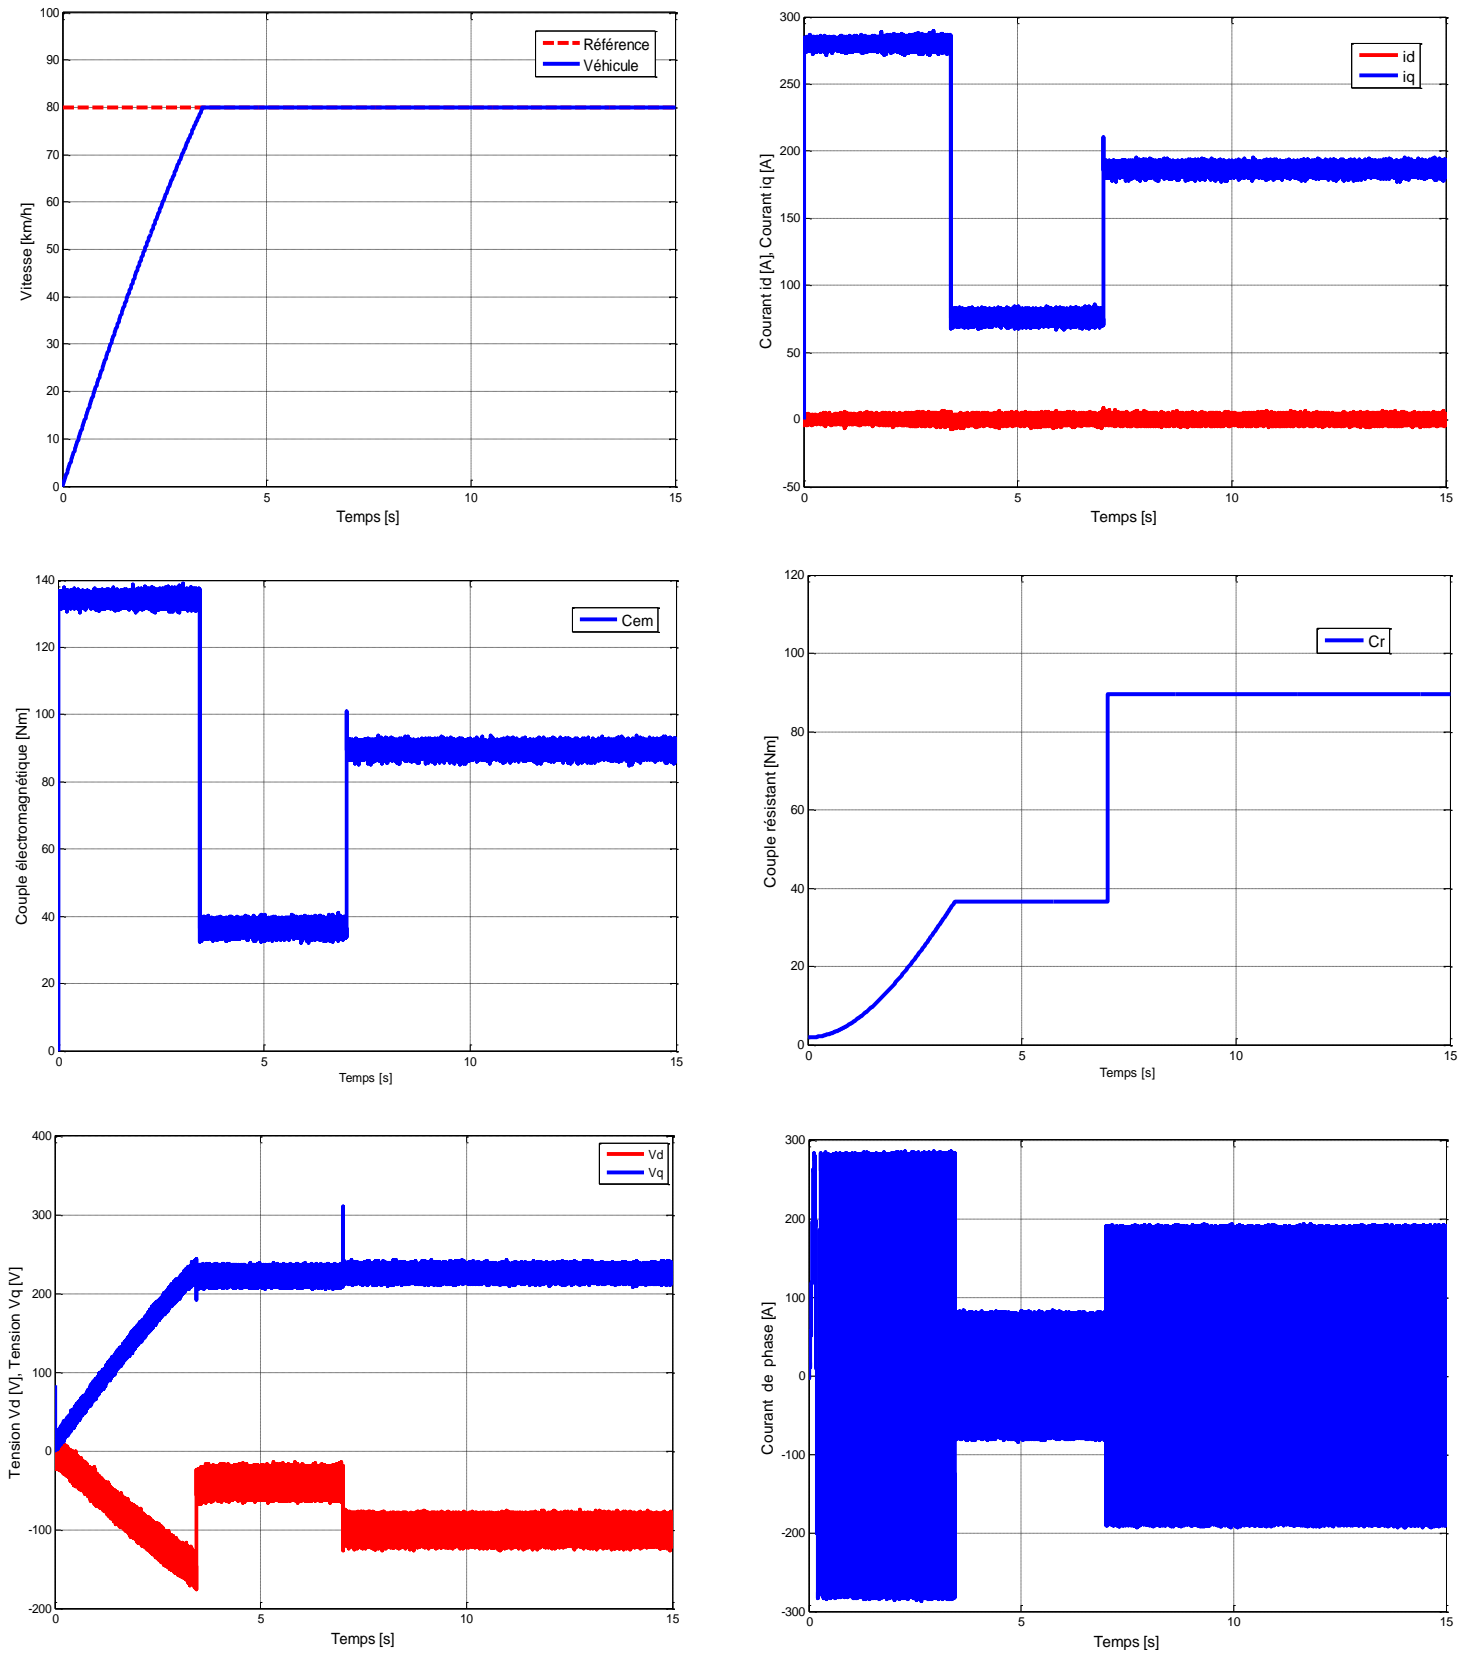 100
90
80
70
60
50
40
30
20
10
0
0 5 10 15
Vitesse [km/h]
Temps [s]
Référence
Véhicule
300
250
200
150
100
50
0
-50
0 5 10 15
Courant id [A], Courant iq [A]
Temps [s]
id
iq
140
120
100
80
60
40
20
0
0 5 10 15
Couple électromagnétique [Nm]
Temps [s]
Cem
120
100
80
60
40
20
0
0 5 10 15
Couple résistant [Nm]
Temps [s]
Cr
400
300
200
100
0
-100
-200
0 5 10 15
Tension Vd [V], Tension Vq [V]
Temps [s]
Vd
Vq
300
200
100
0
-100
-200
-300
0 5 10 15
Courant de phase [A]
Temps [s]